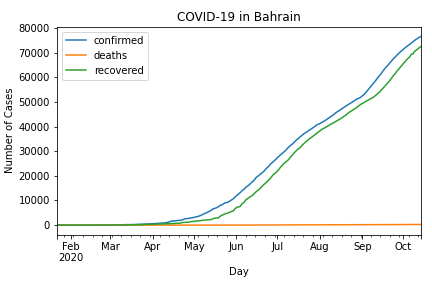 COVID-19 in Bahrain
confirmed
deaths
recovered
Number of Cases
80000
70000
60000
50000
40000
30000
20000
10000
0
Feb Mar Apr May Jun Jul Aug Sep Oct
2020
Day